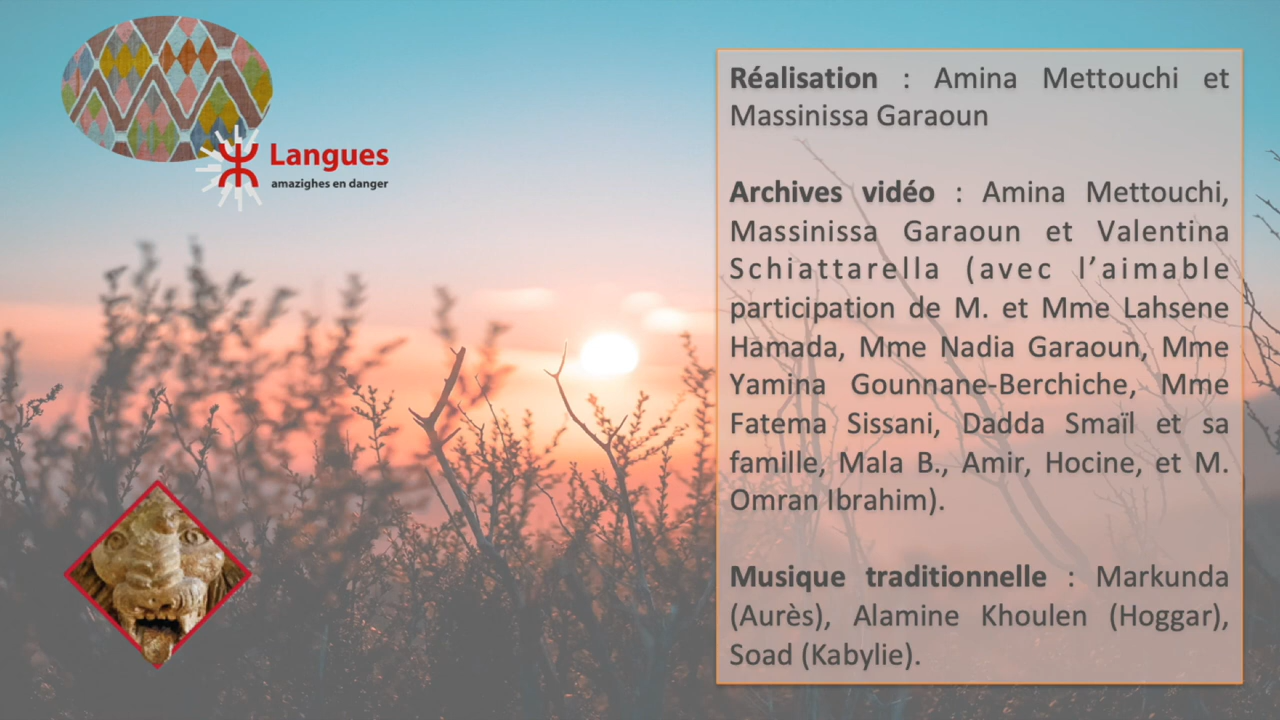 Langues
amazighes en danger
Réalisation : Amina Mettouchi et
Massinissa Garaoun
Archives vidéo : Amina Mettouchi,
Massinissa Garaoun et Valentina
Schiattarella (avec l’aimable
participation de M. et Mme Lahsene
Hamada, Mme Nadia Garaoun, Mme
Yamina Gounnane-Berchiche, Mme
Fatema Sissani, Dadda Smaïl et sa
famille, Mala B., Amir, Hocine, et M.
Omran Ibrahim).
Musique traditionnelle : Markunda
(Aurès), Alamine Khoulen (Hoggar),
Soad (Kabylie).